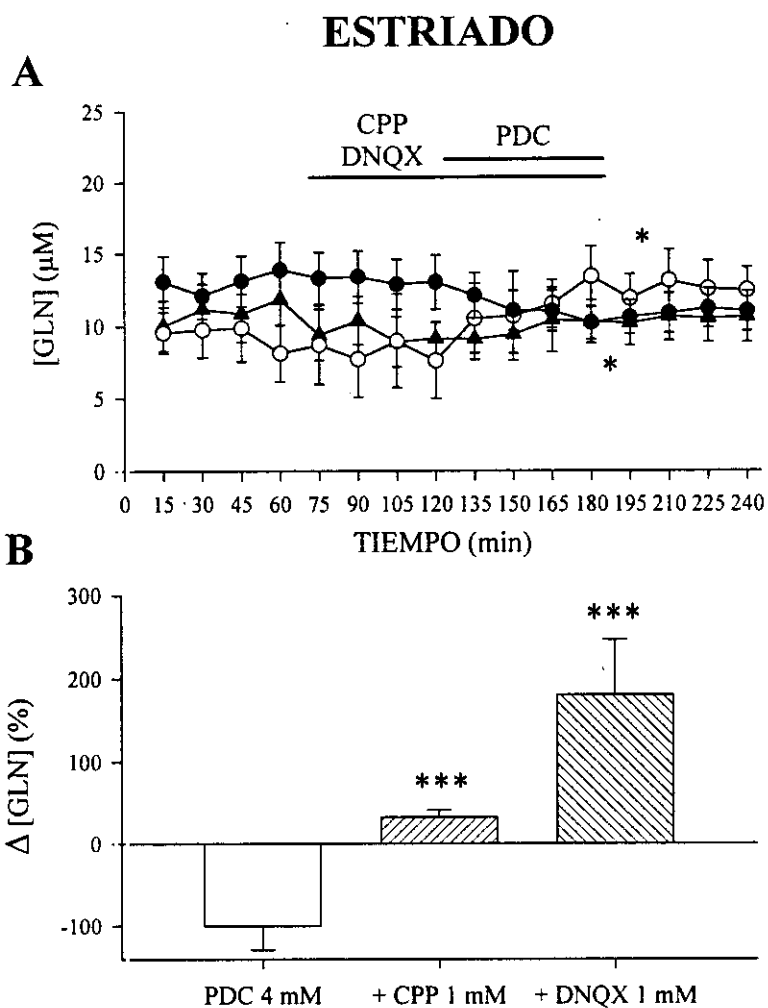 ESTRIADO
A
25
20
15
10
5
0
[GLN] (µM)
CPP
DNQX
PDC
*
*
0 15 30 45 60 75 90 105 120 135 150 165 180 195 210 225 240
TIEMPO (min)
B
300
200
100
0
-100
Δ [GLN] (%)
***
***
PDC 4 mM + CPP 1 mM + DNQX 1 mM